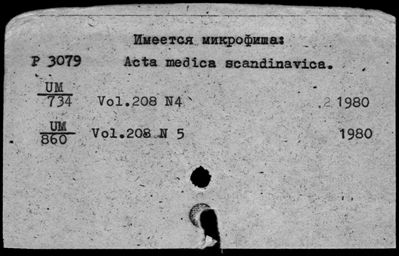 Имеется микрофиша:
P 3079 Acta medica scandinavica.
UM
734 Vol.208 N4 1980
UM
860 Vol.208 N 5 1980